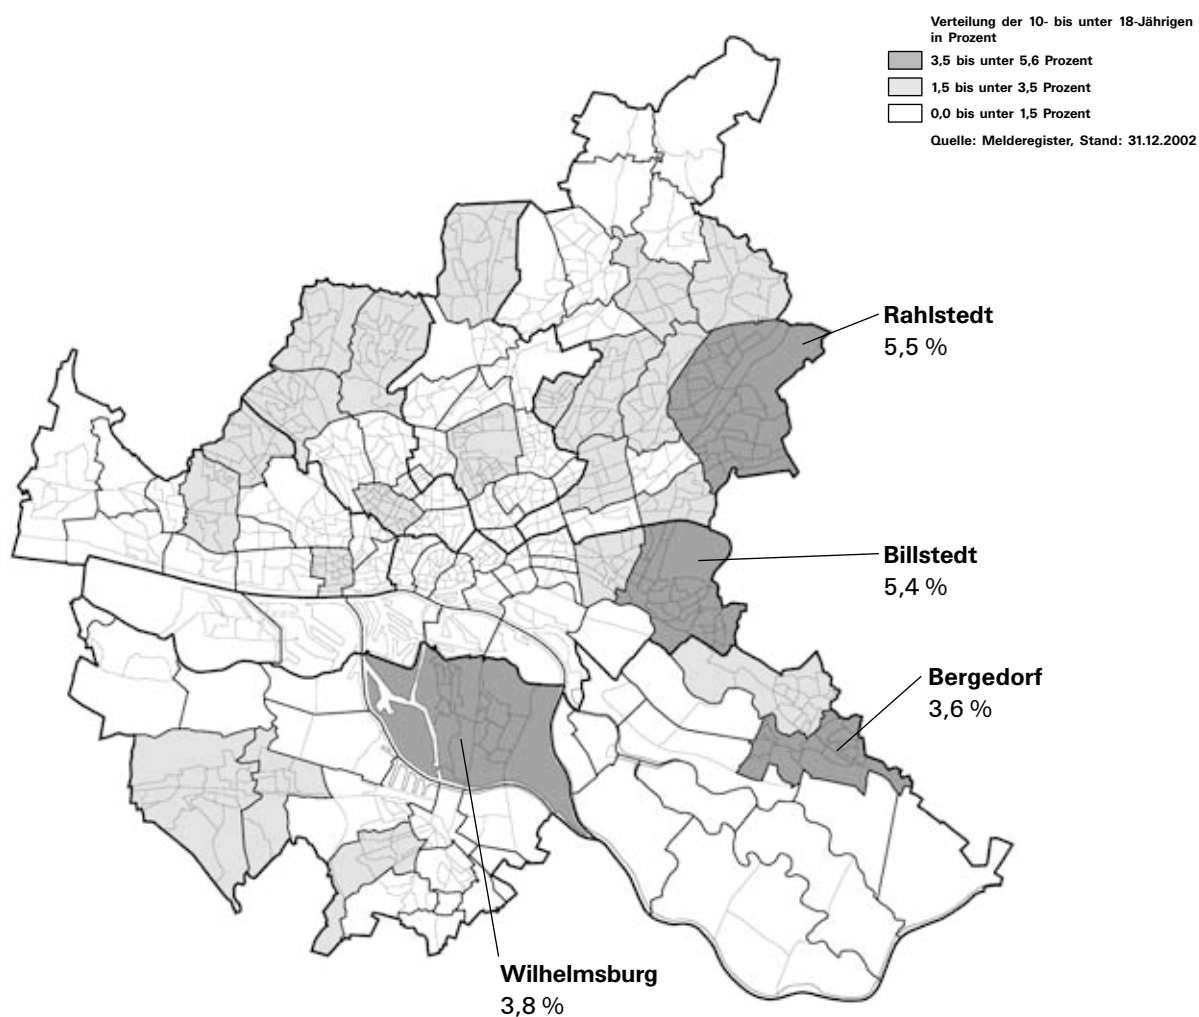 Verteilung der 10- bis unter 18-Jährigen
in Prozent
3,5 bis unter 5,6 Prozent
1,5 bis unter 3,5 Prozent
0,0 bis unter 1,5 Prozent
Quelle: Melderegister, Stand: 31.12.2002
Rahlstedt
5,5 %
Billstedt
5,4 %
Bergedorf
3,6 %
Wilhelmsburg
3,8 %